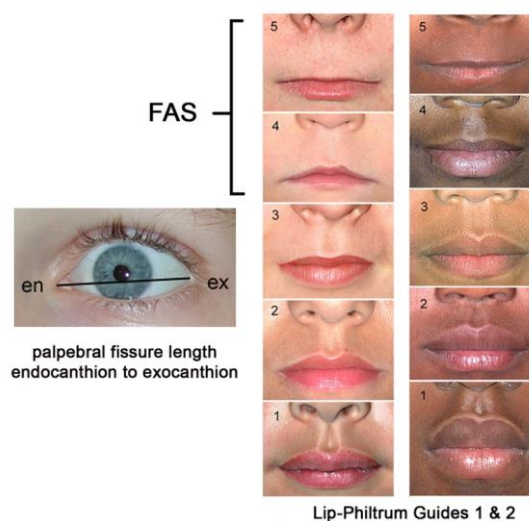 FAS
5
4
3
2
1
5
4
3
2
1
en
ex
palpebral fissure length
endocanthion to exocanthion
Lip-Philtrum Guides 1 & 2